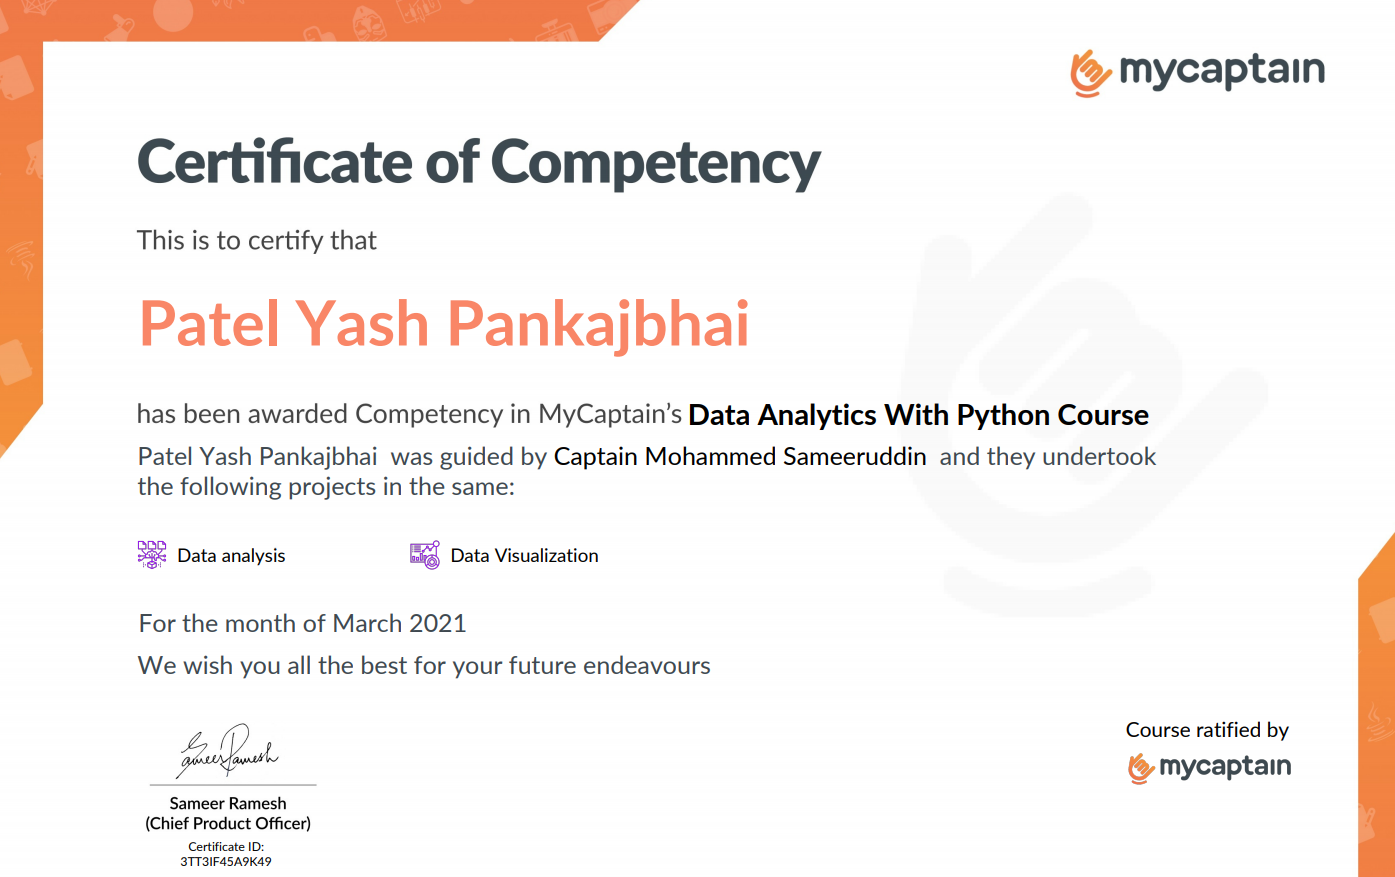 mycaptain
Certificate of Competency
This is to certify that
Patel Yash Pankajbhai
has been awarded Competency in MyCaptain’s Data Analytics With Python Course
Patel Yash Pankajbhai was guided by Captain Mohammed Sameeruddin and they undertook
the following projects in the same:
Data analysis
Data Visualization
For the month of March 2021
We wish you all the best for your future endeavours
Sameer Ramesh
Sameer Ramesh
(Chief Product Officer)
Certificate ID:
3TT3IF45A9K49
Course ratified by
mycaptain